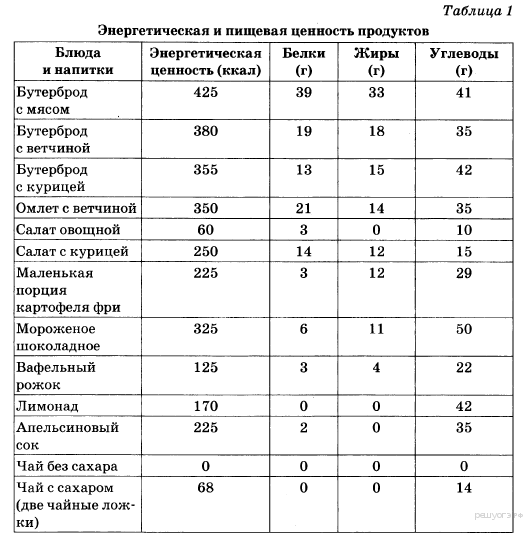 Таблица 1
Энергетическая и пищевая ценность продуктов
Блюда и напитки | Энергетическая ценность (ккал) | Белки (г) | Жиры (г) | Углеводы (г)
Бутерброд с мясом | 425 | 39 | 33 | 41
Бутерброд с ветчиной | 380 | 19 | 18 | 35
Бутерброд с курицей | 355 | 13 | 15 | 42
Омлет с ветчиной | 350 | 21 | 14 | 35
Салат овощной | 60 | 3 | 0 | 10
Салат с курицей | 250 | 14 | 12 | 15
Маленькая порция картофеля фри | 225 | 3 | 12 | 29
Мороженое шоколадное | 325 | 6 | 11 | 50
Вафельный рожок | 125 | 3 | 4 | 22
Лимонад | 170 | 0 | 0 | 42
Апельсиновый сок | 225 | 2 | 0 | 35
Чай без сахара | 0 | 0 | 0 | 0
Чай с сахаром (две чайные лож-ки) | 68 | 0 | 0 | 14
решуогэ.рф